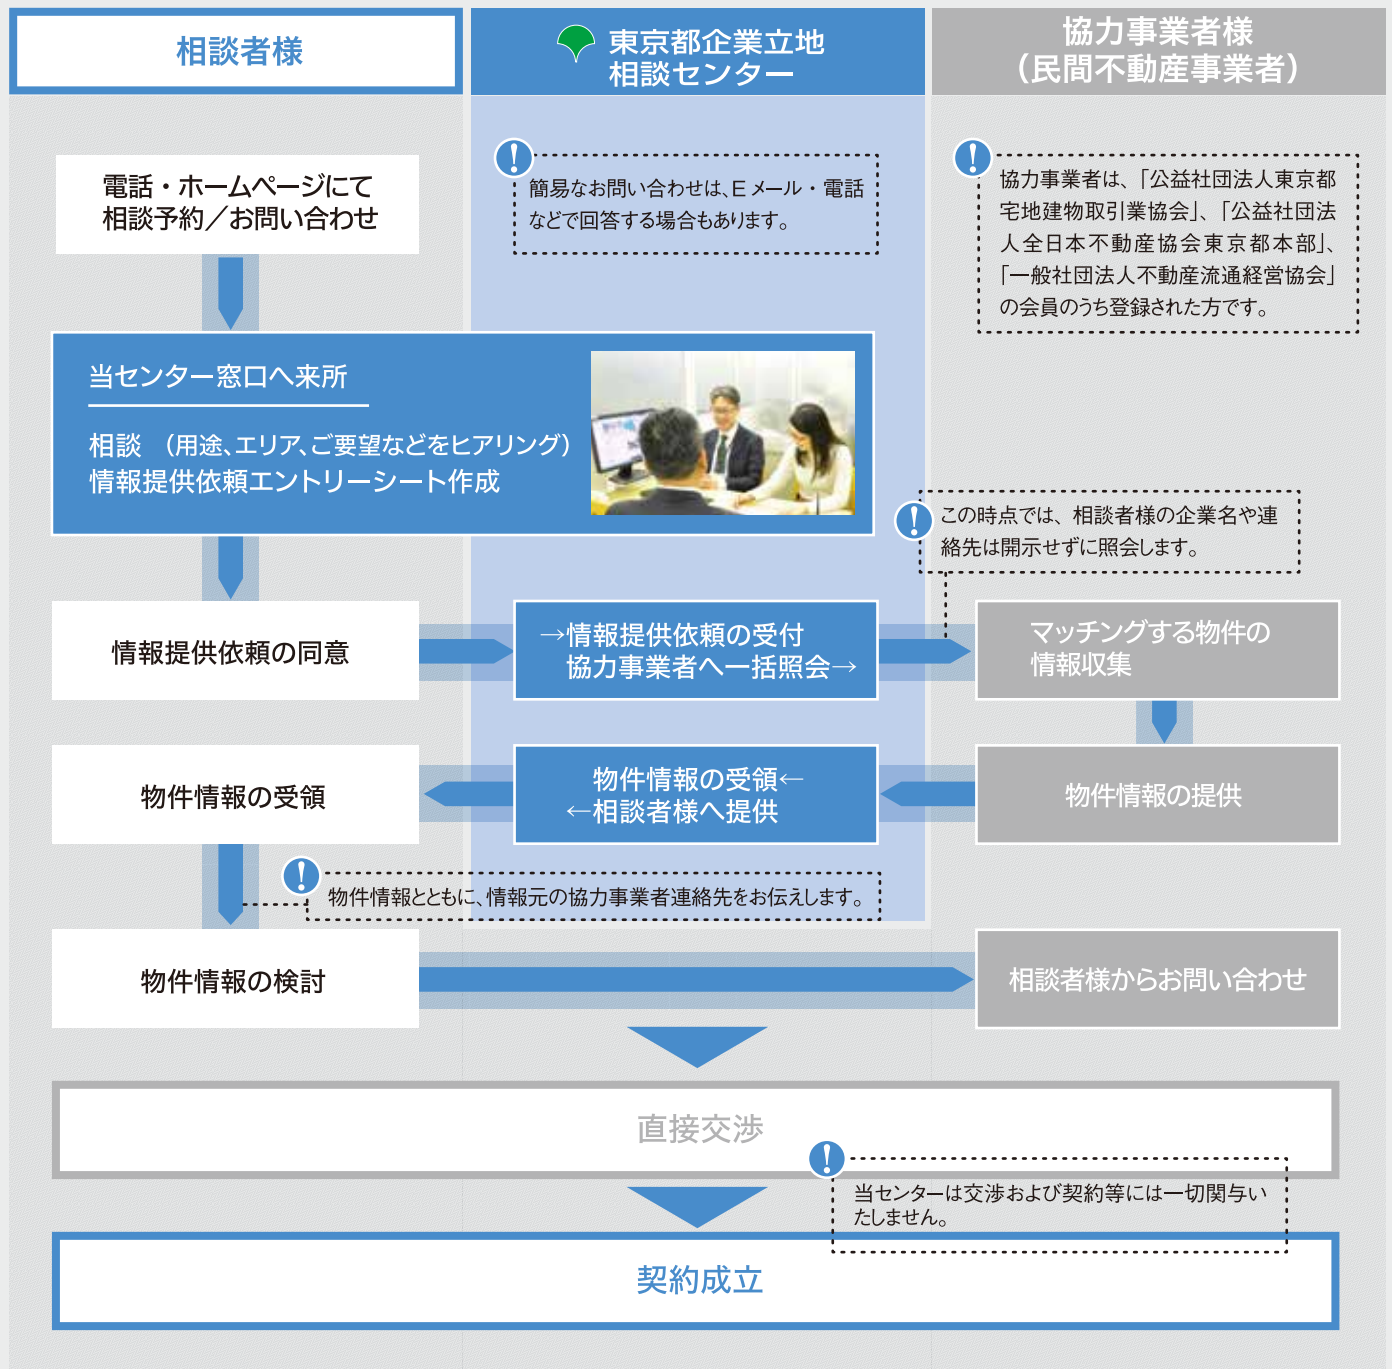 相談者様
東京都企業立地
相談センター
協力事業者様
（民間不動産事業者）
電話・ホームページにて
相談予約／お問い合わせ
簡易なお問い合わせは、Ｅメール・電話
などで回答する場合もあります。
協力事業者は、「公益社団法人東京都
宅地建物取引業協会」、「公益社団法
人全日本不動産協会東京都本部」、
「一般社団法人不動産流通経営協会」
の会員のうち登録された方です。
当センター窓口へ来所
相談　（用途、エリア、ご要望などをヒアリング）
情報提供依頼エントリーシート作成
この時点では、相談者様の企業名や連
絡先は開示せずに照会します。
情報提供依頼の同意
→情報提供依頼の受付
協力事業者へ一括照会→
マッチングする物件の
情報収集
物件情報の受領
物件情報の受領←
←相談者様へ提供
物件情報の提供
物件情報とともに、情報元の協力事業者連絡先をお伝えします。
物件情報の検討
相談者様からお問い合わせ
直接交渉
当センターは交渉および契約等には一切関与い
たしません。
契約成立